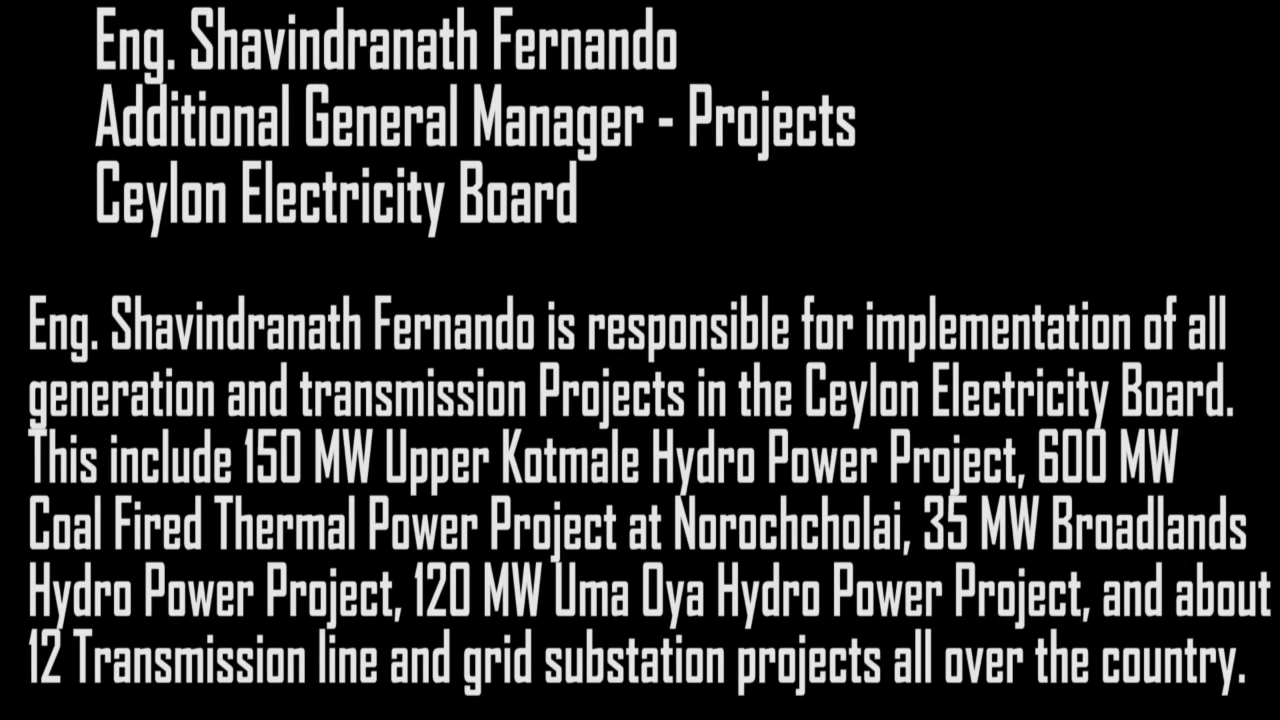 Eng. Shavindranath Fernando
Additional General Manager - Projects
Ceylon Electricity Board
Eng. Shavindranath Fernando is responsible for implementation of all
generation and transmission Projects in the Ceylon Electricity Board.
This include 150 MW Upper Kotmale Hydro Power Project, 600 MW
Coal Fired Thermal Power Project at Norochcholai, 35 MW Broadlands
Hydro Power Project, 120 MW Uma Oya Hydro Power Project, and about
12 Transmission line and grid substation projects all over the country.